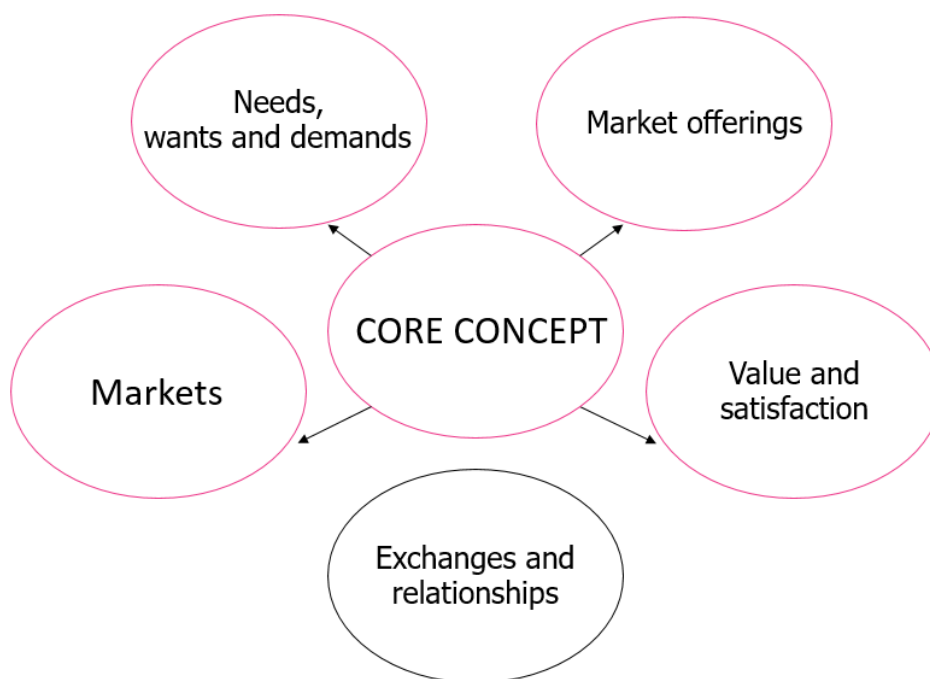 Needs,
wants and demands
Market offerings
CORE CONCEPT
Markets
Value and
satisfaction
Exchanges and
relationships